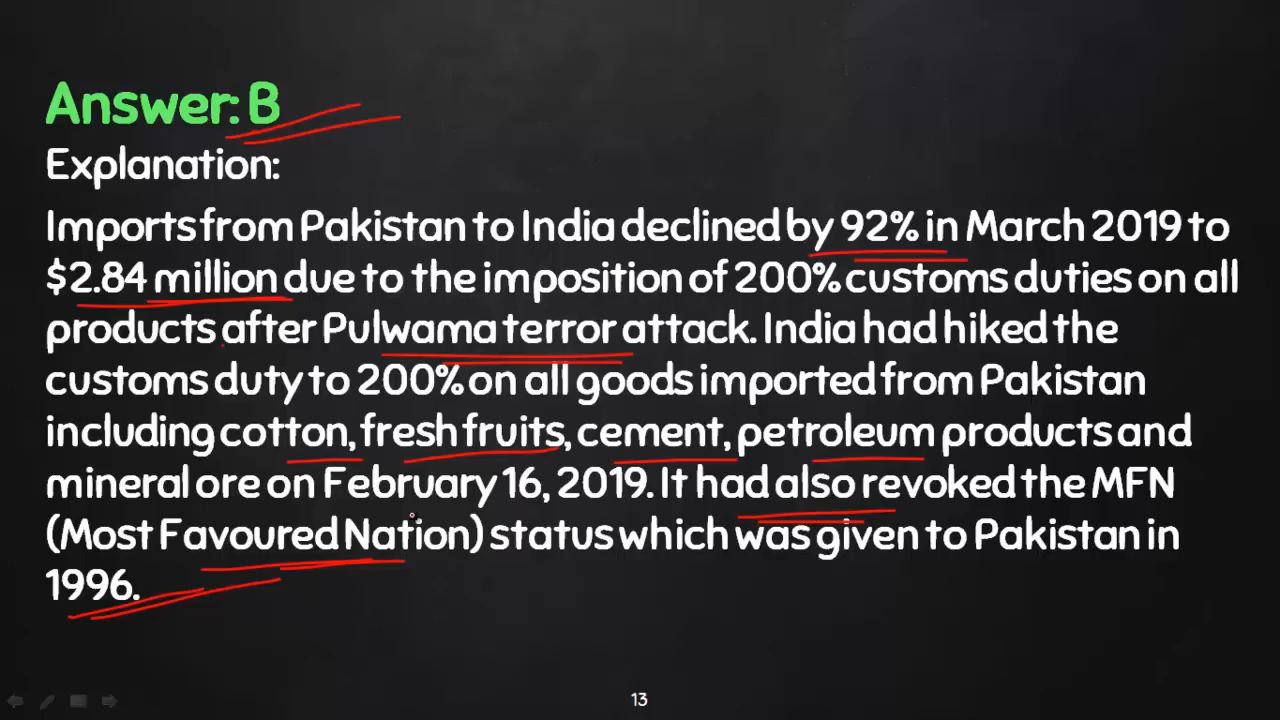 Answer: B
Explanation:
Imports from Pakistan to India declined by 92% in March 2019 to
$2.84 million due to the imposition of 200% customs duties on all
products after Pulwama terror attack. India had hiked the
customs duty to 200% on all goods imported from Pakistan
including cotton, fresh fruits, cement, petroleum products and
mineral ore on February 16, 2019. It had also revoked the MFN
(Most Favoured Nation) status which was given to Pakistan in
1996.
13